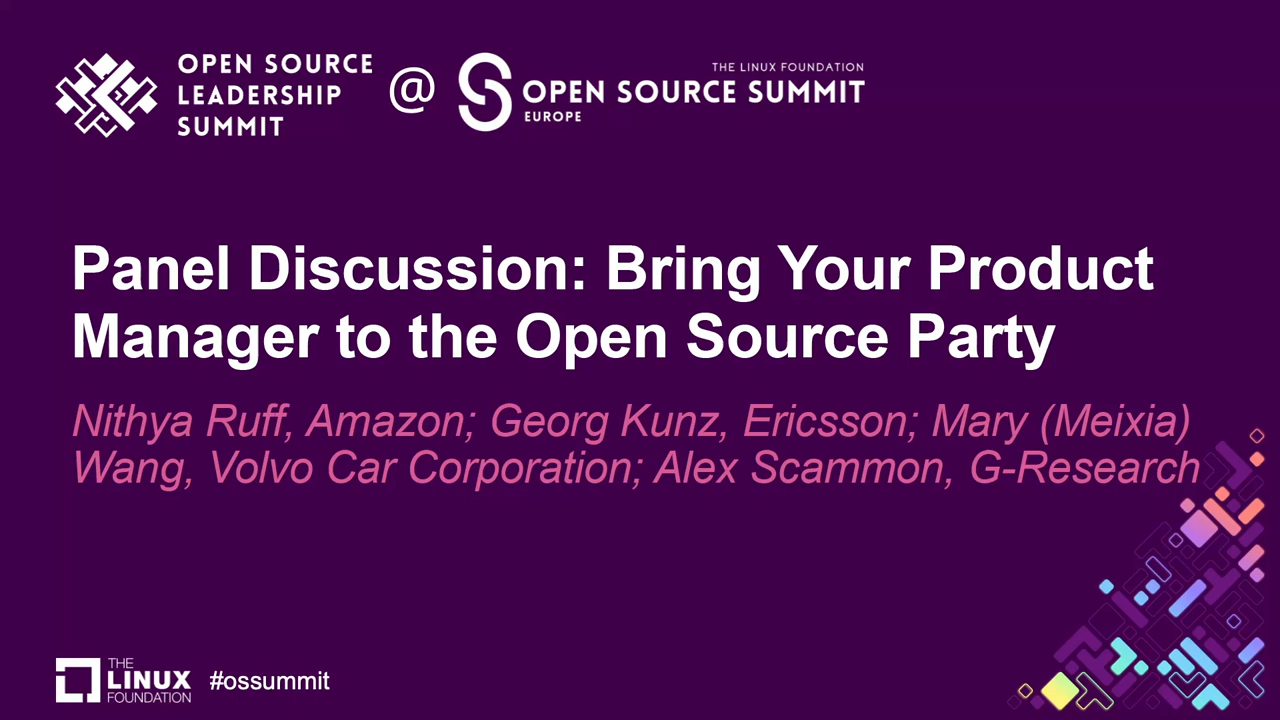 OPEN SOURCE
LEADERSHIP
SUMMIT
@
THE LINUX FOUNDATION
OPEN SOURCE SUMMIT
EUROPE
Panel Discussion: Bring Your Product
Manager to the Open Source Party
Nithya Ruff, Amazon; Georg Kunz, Ericsson; Mary (Meixia)
Wang, Volvo Car Corporation; Alex Scammon, G-Research
THE
LINUX
FOUNDATION
#ossummit